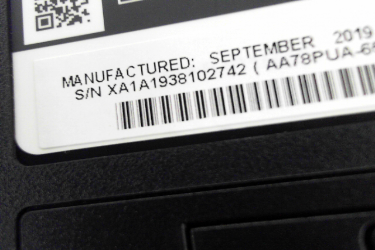 MANUFACTURED: SEPTEMBER 2019
S/N XA1A1938102742 ( AA78PUA-